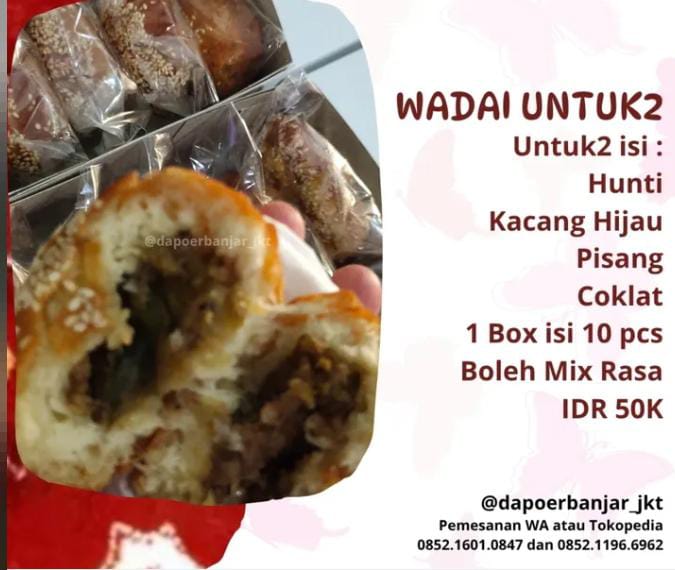 WADAI UNTUK2
Untuk2 isi :
Hunti
Kacang Hijau
Pisang
Coklat
1 Box isi 10 pcs
Boleh Mix Rasa
IDR 50K
@dapoerbanjar_jkt
@dapoerbanjar_jkt
Pemesanan WA atau Tokopedia
0852.1601.0847 dan 0852.1196.6962